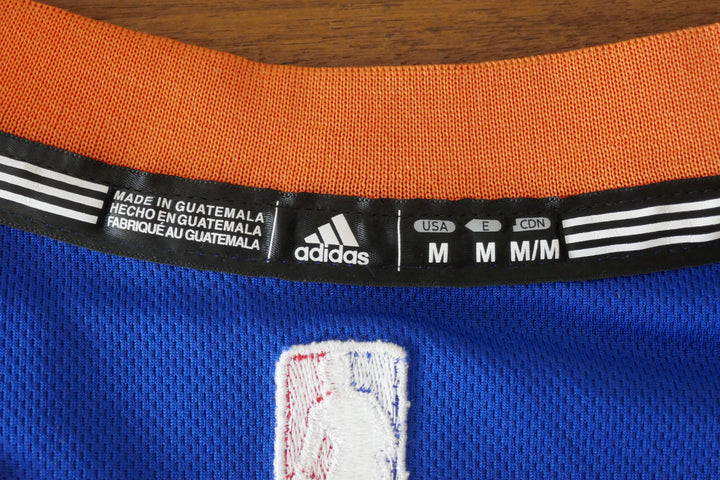 MADE IN GUATEMALA
HECHO EN GUATEMALA
FABRIQUÉ AU GUATEMALA
adidas
USA E CDN
M M M/M